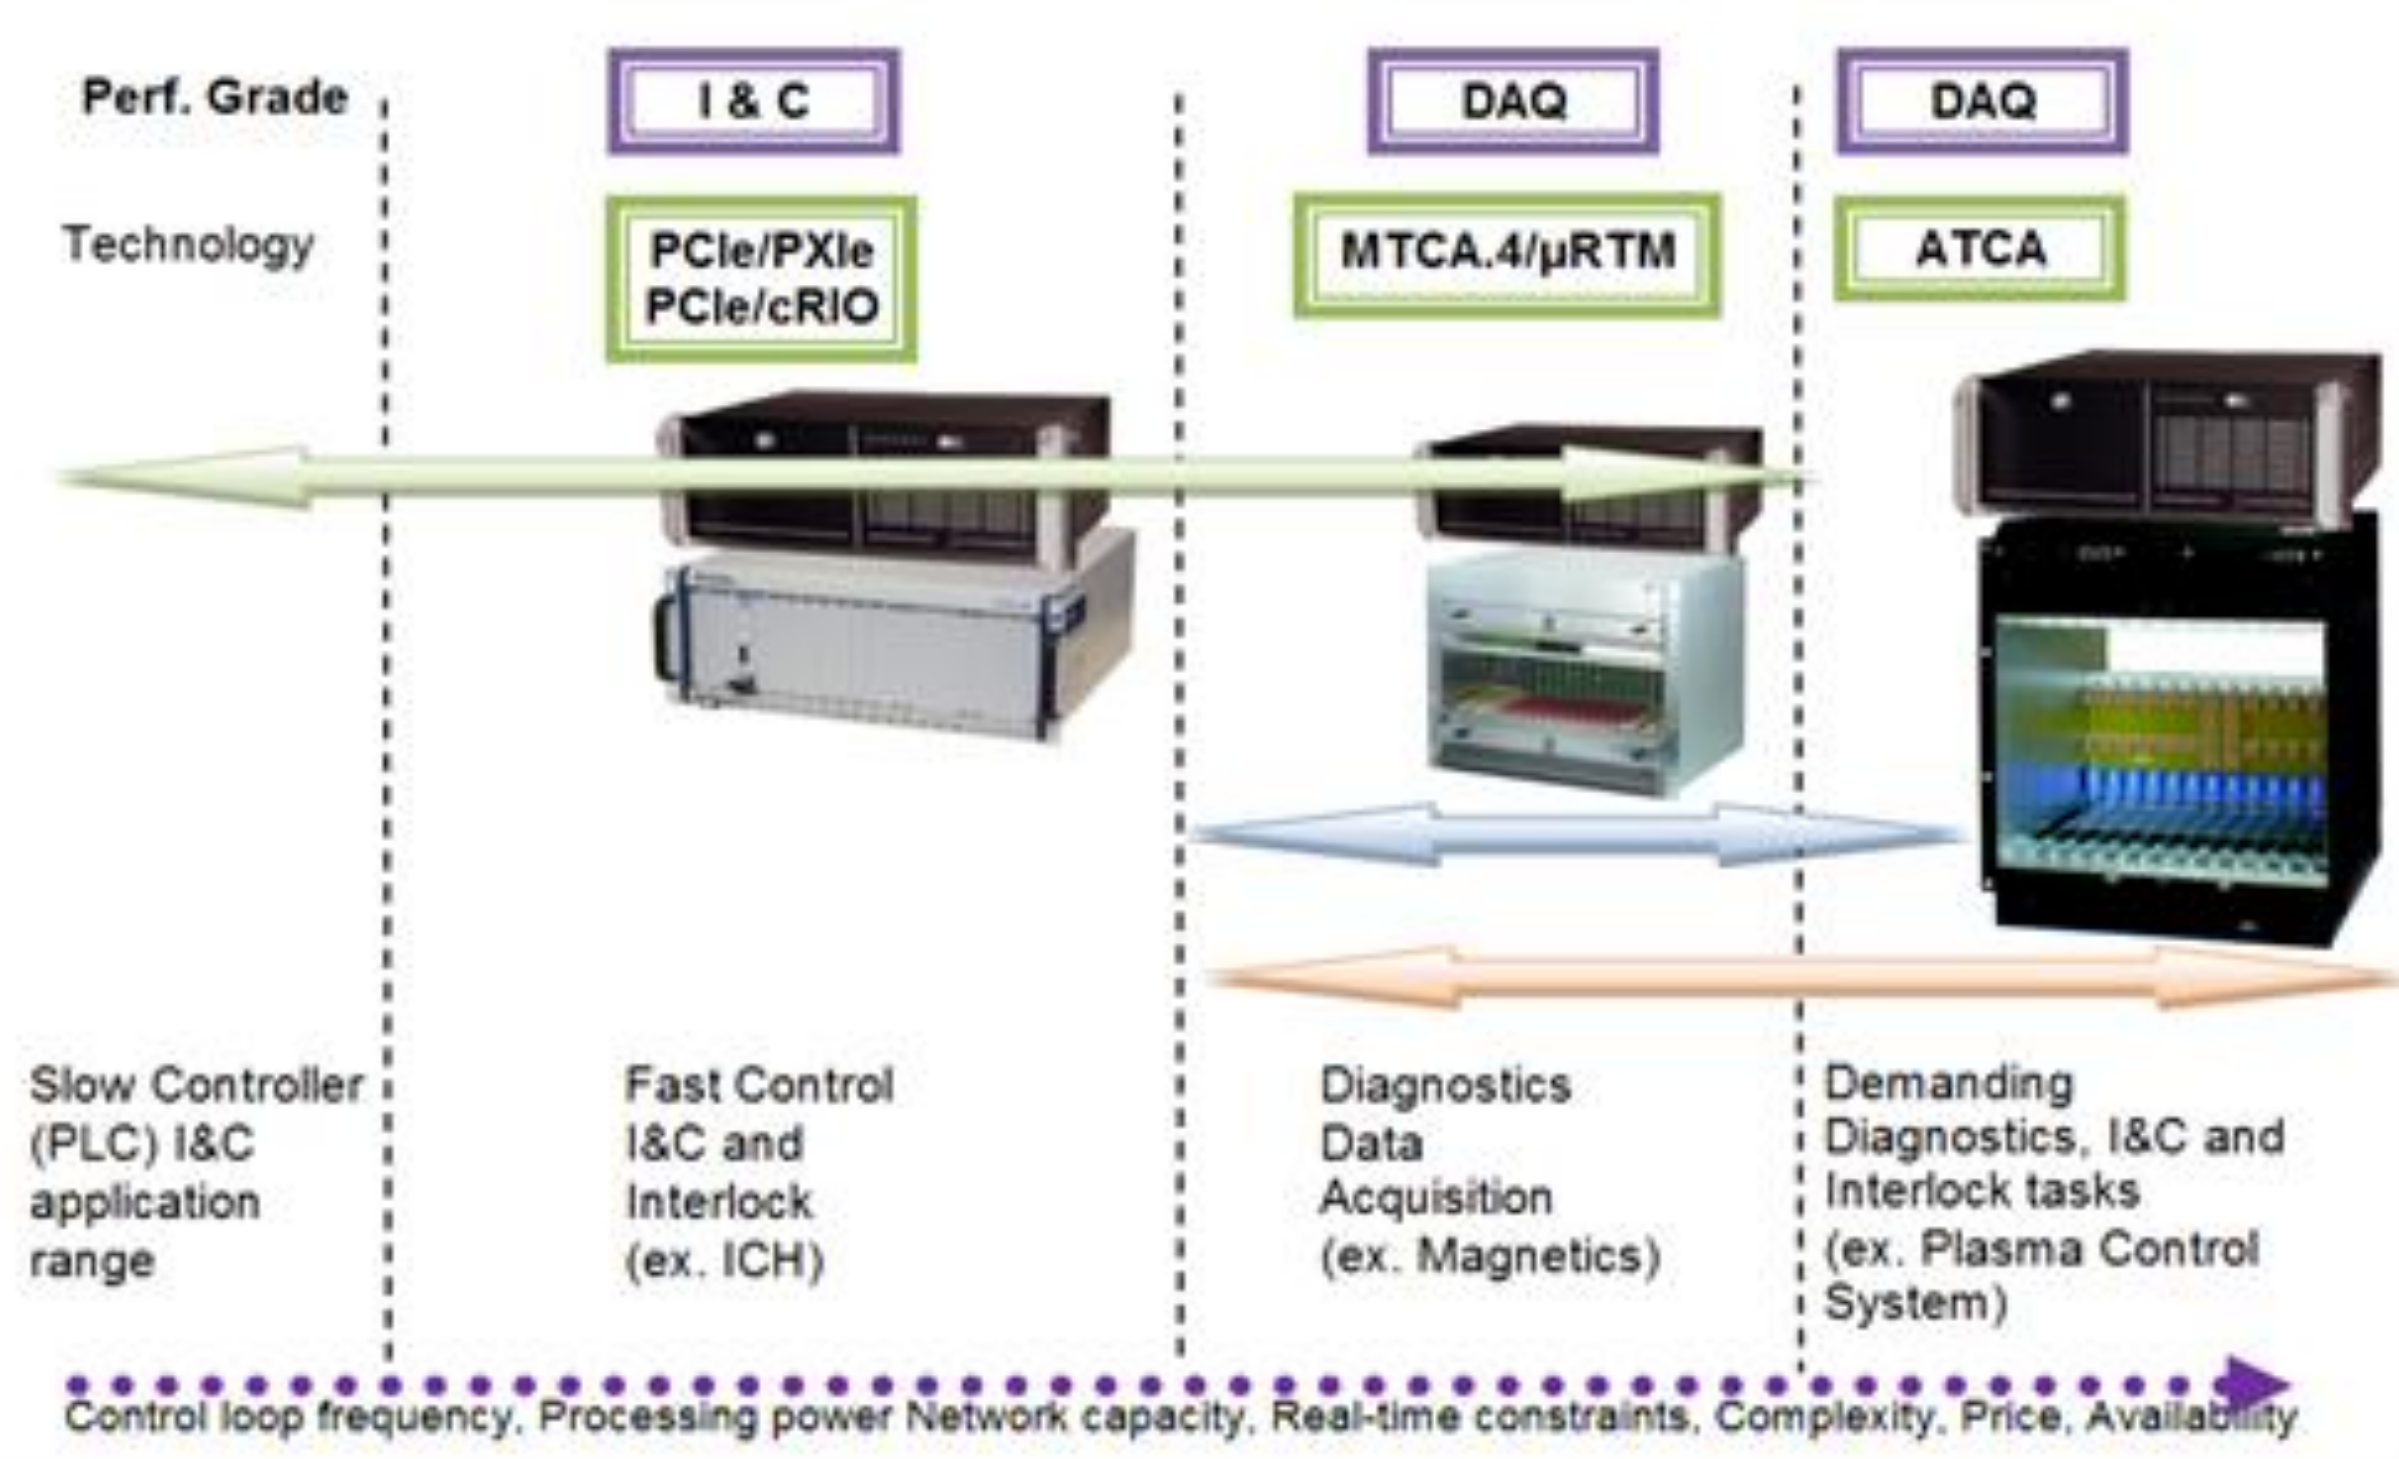 Perf. Grade
I & C
DAQ
DAQ
Technology
PCIe/PXIe
PCIe/cRIO
MTCA.4/µRTM
ATCA
Slow Controller
(PLC) I&C
application
range
Fast Control
I&C and
Interlock
(ex. ICH)
Diagnostics
Data
Acquisition
(ex. Magnetics)
Demanding
Diagnostics, I&C and
Interlock tasks
(ex. Plasma Control
System)
Control loop frequency, Processing power Network capacity, Real-time constraints, Complexity, Price, Availability